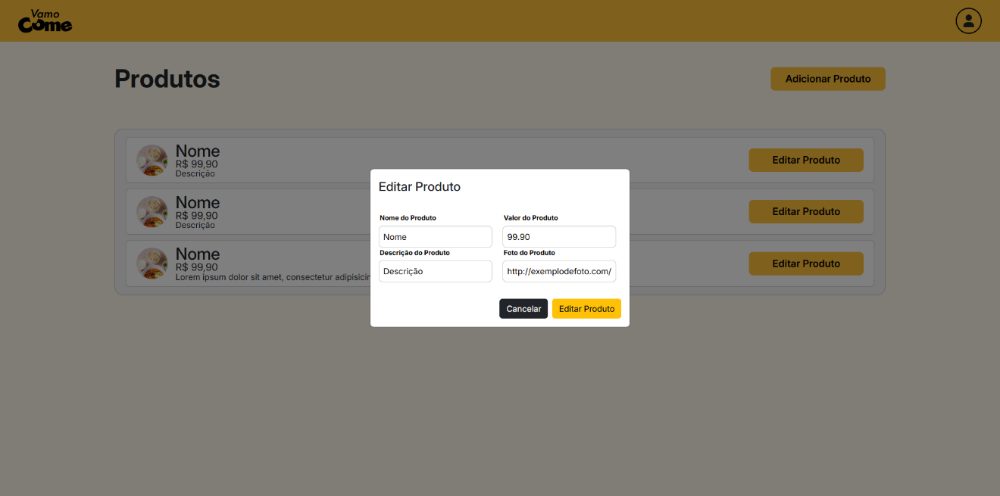 Vamo
Come
Produtos
Adicionar Produto
Nome
R$ 99,90
Descrição
Editar Produto
Nome
R$ 99,90
Descrição
Editar Produto
Nome
R$ 99,90
Lorem ipsum dolor sit amet, consectetur adipisicin
Editar Produto
Editar Produto
Nome do Produto
Valor do Produto
Nome
99.90
Descrição do Produto
Foto do Produto
Descrição
http://exemplodefoto.com/
Cancelar
Editar Produto